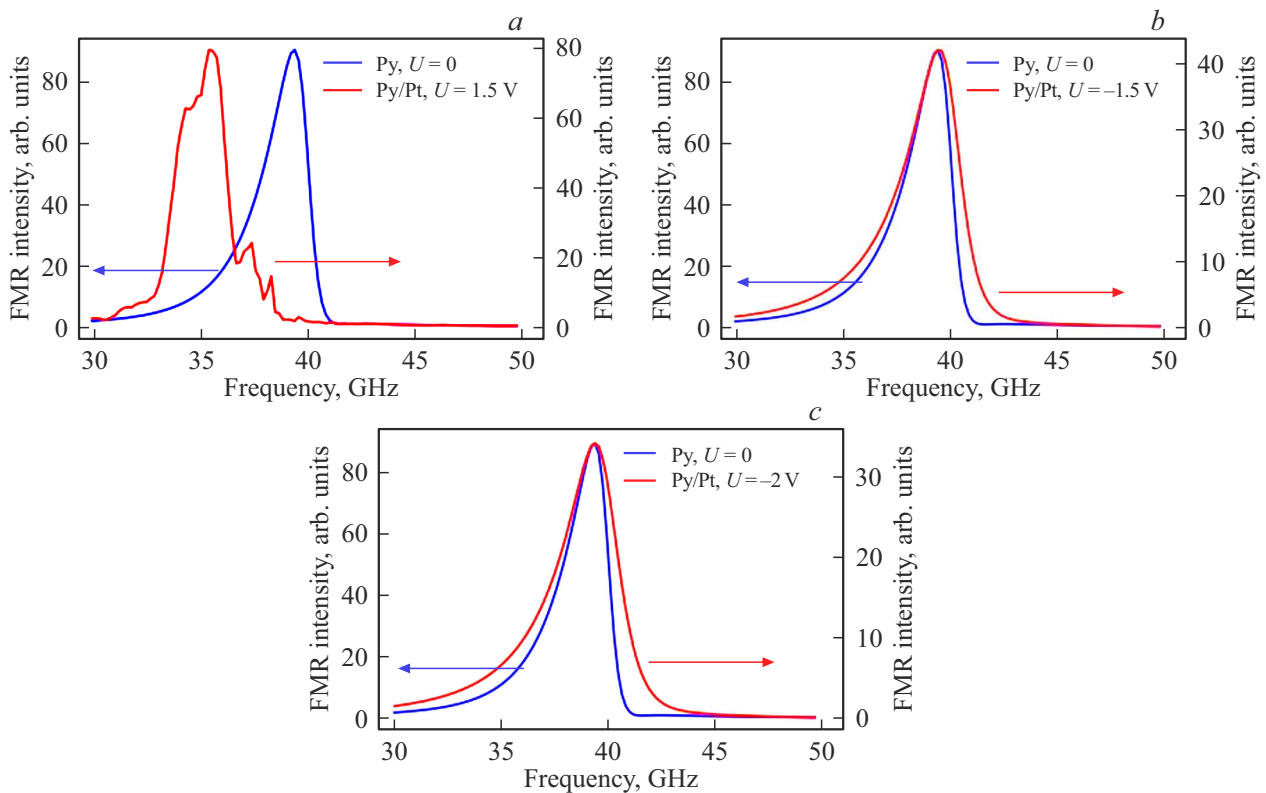 a
FMR intensity, arb. units
80
60
40
20
0
Py, U = 0
Py/Pt, U = 1.5 V
80
60
40
20
0
FMR intensity, arb. units
30 35 40 45 50
Frequency, GHz
b
FMR intensity, arb. units
80
60
40
20
0
Py, U = 0
Py/Pt, U = –1.5 V
40
30
20
10
0
FMR intensity, arb. units
30 35 40 45 50
Frequency, GHz
c
FMR intensity, arb. units
80
60
40
20
0
Py, U = 0
Py/Pt, U = –2 V
30
20
10
0
FMR intensity, arb. units
30 35 40 45 50
Frequency, GHz